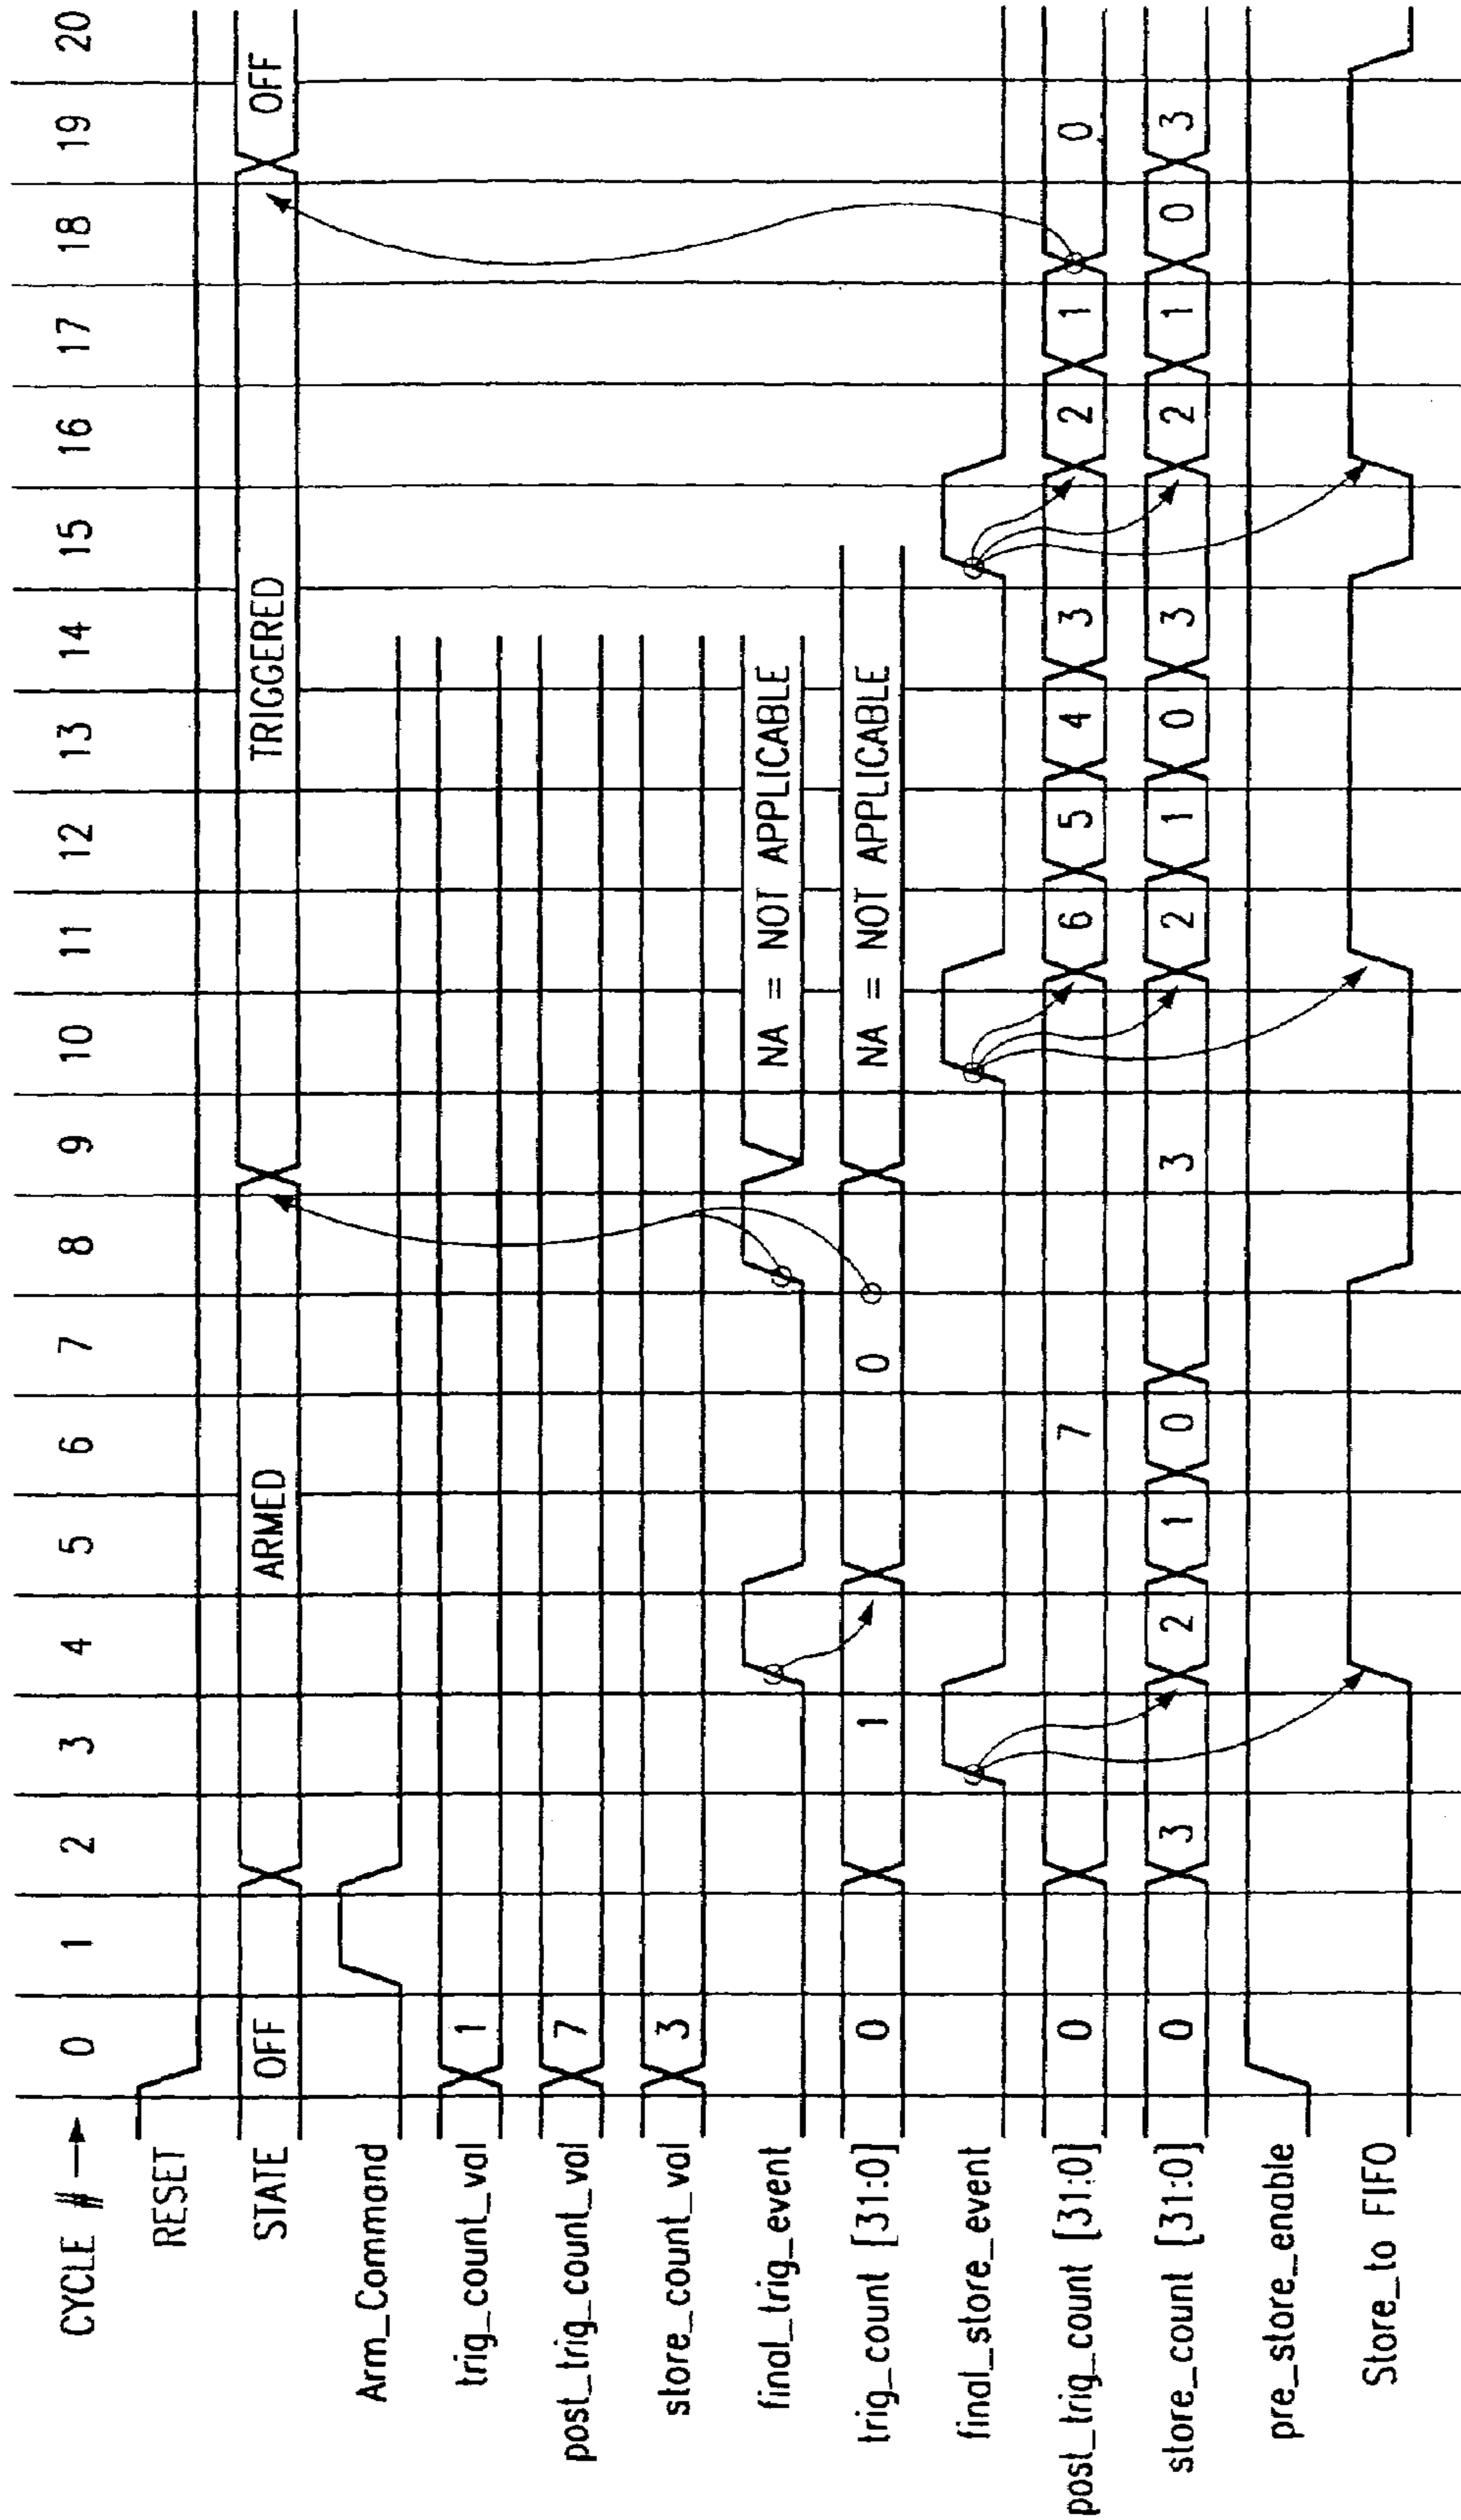 CYCLE # → 0 1 2 3 4 5 6 7 8 9 10 11 12 13 14 15 16 17 18 19 20
RESET
STATE OFF ARMED TRIGGERED OFF
Arm_Command
trig_count_val 1
post_trig_count_val 7
store_count_val 3
final_trig_event NA = NOT APPLICABLE
trig_count [31:0] 0 1 0 NA = NOT APPLICABLE
final_store_event
post_trig_count [31:0] 0 7 6 5 4 3 2 1 0
store_count [31:0] 0 3 2 1 0 3 2 1 0 3 2 1 0 3
pre_store_enable
Store_to FIFO